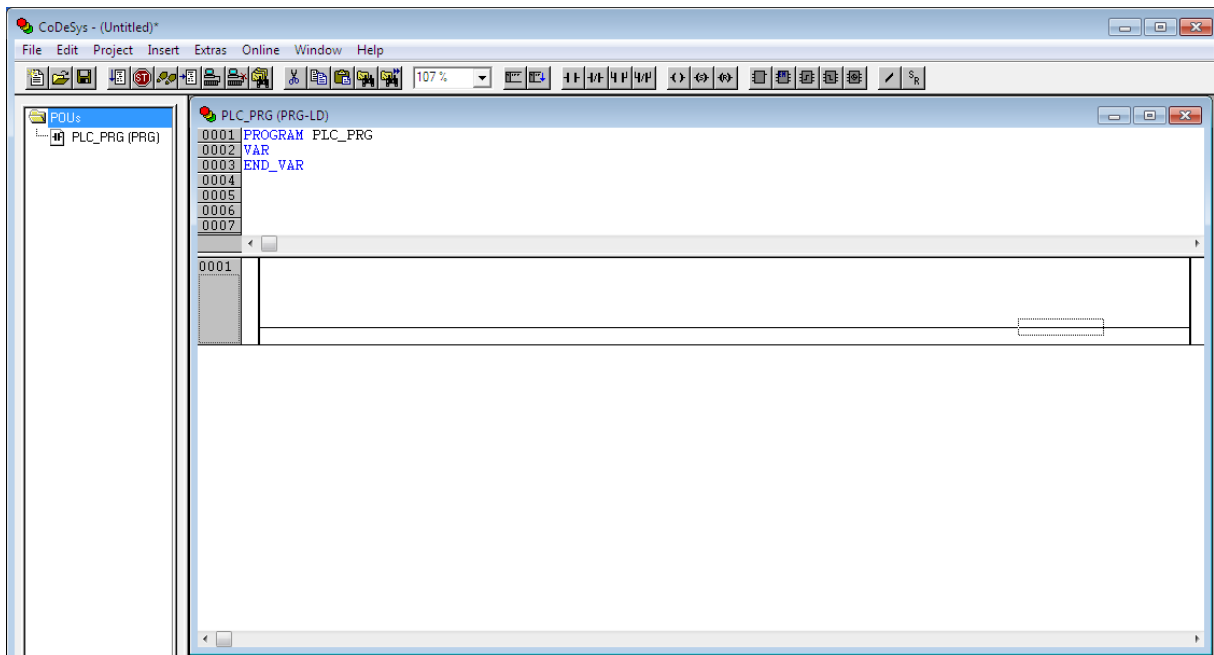 CoDeSys - (Untitled)*
File Edit Project Insert Extras Online Window Help
ST 107 % S R
POUs
PLC_PRG (PRG)
PLC_PRG (PRG-LD)
0001 PROGRAM PLC_PRG
0002 VAR
0003 END_VAR
0004
0005
0006
0007
0001